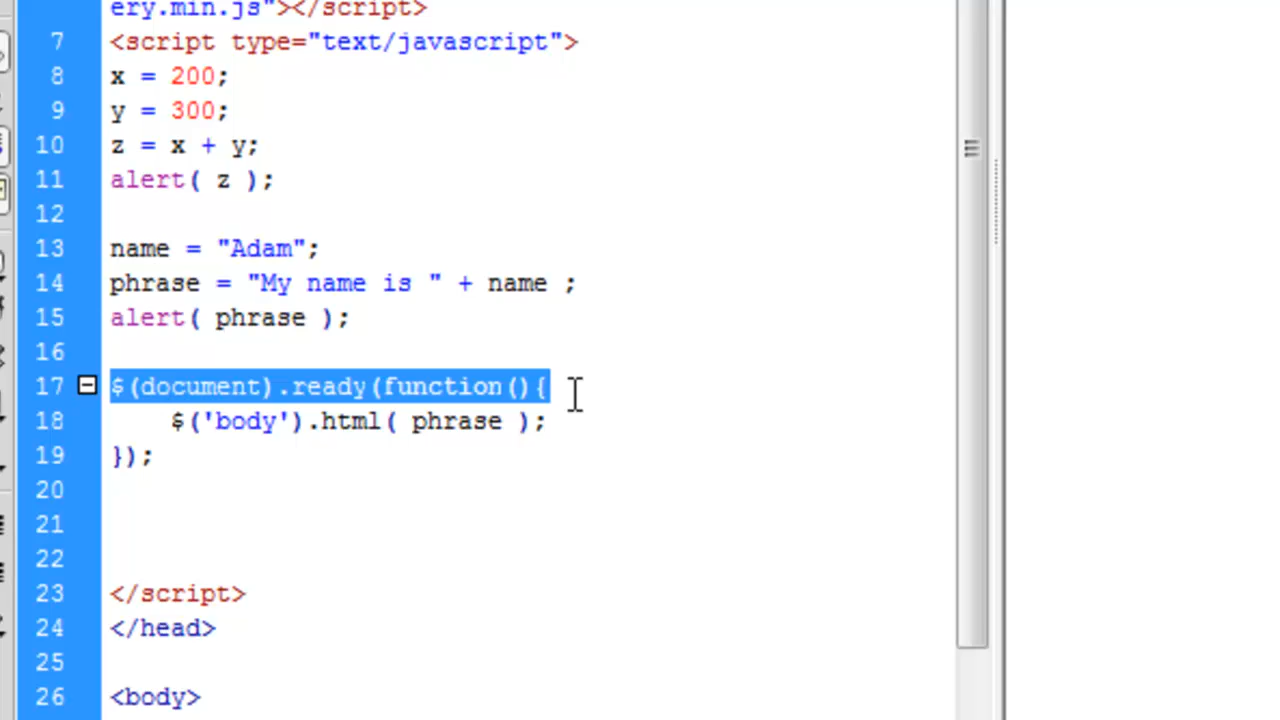 ery.min.js"></script>
7 <script type="text/javascript">
8 x = 200;
9 y = 300;
10 z = x + y;
11 alert( z );
12
13 name = "Adam";
14 phrase = "My name is " + name ;
15 alert( phrase );
16
17 $(document).ready(function(){
18 $('body').html( phrase );
19 });
20
21
22
23 </script>
24 </head>
25
26 <body>